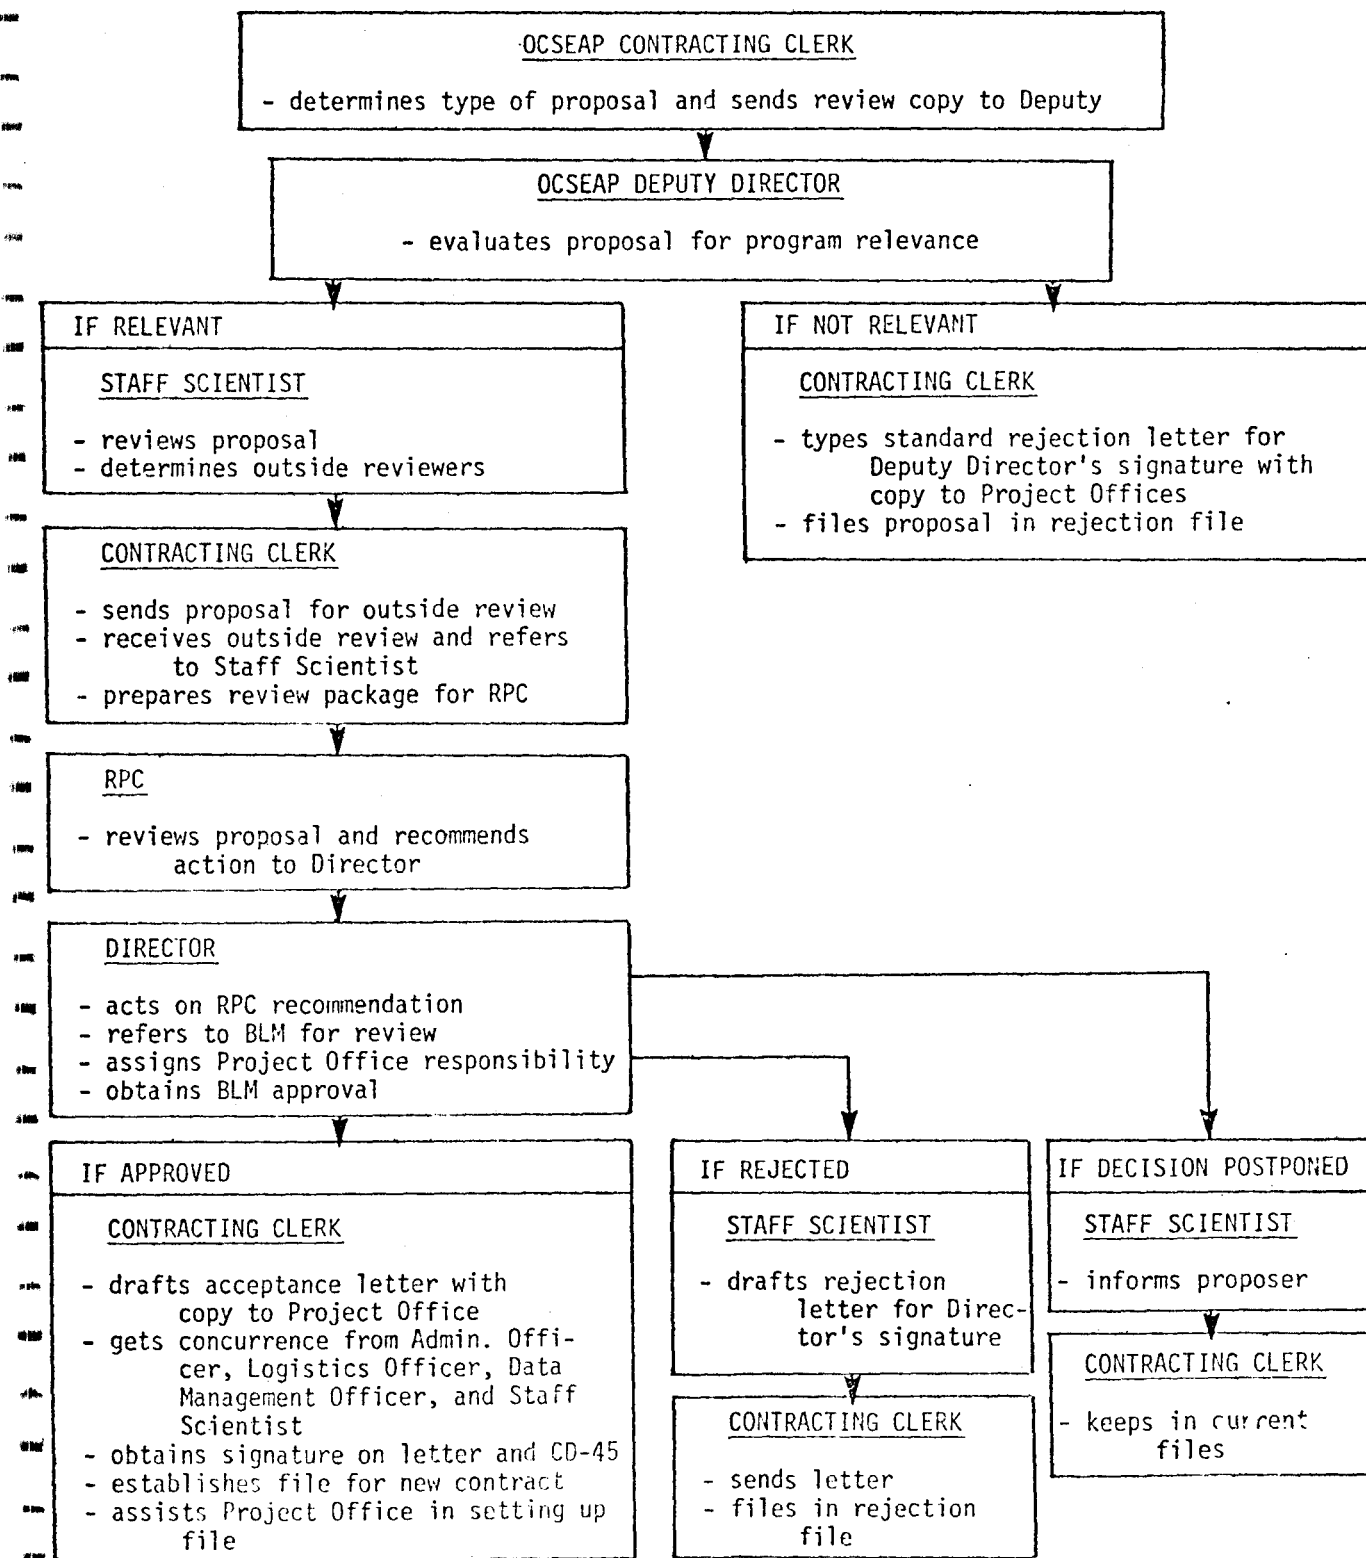 OCSEAP CONTRACTING CLERK
- determines type of proposal and sends review copy to Deputy
OCSEAP DEPUTY DIRECTOR
- evaluates proposal for program relevance
IF RELEVANT
STAFF SCIENTIST
- reviews proposal
- determines outside reviewers
IF NOT RELEVANT
CONTRACTING CLERK
- types standard rejection letter for
Deputy Director's signature with
copy to Project Offices
- files proposal in rejection file
CONTRACTING CLERK
- sends proposal for outside review
- receives outside review and refers
to Staff Scientist
- prepares review package for RPC
RPC
- reviews proposal and recommends
action to Director
DIRECTOR
- acts on RPC recommendation
- refers to BLM for review
- assigns Project Office responsibility
- obtains BLM approval
IF APPROVED
CONTRACTING CLERK
- drafts acceptance letter with
copy to Project Office
- gets concurrence from Admin. Offi-
cer, Logistics Officer, Data
Management Officer, and Staff
Scientist
- obtains signature on letter and CD-45
- establishes file for new contract
- assists Project Office in setting up
file
IF REJECTED
STAFF SCIENTIST
- drafts rejection
letter for Direc-
tor's signature
CONTRACTING CLERK
- sends letter
- files in rejection
file
IF DECISION POSTPONED
STAFF SCIENTIST
- informs proposer
CONTRACTING CLERK
- keeps in current
files